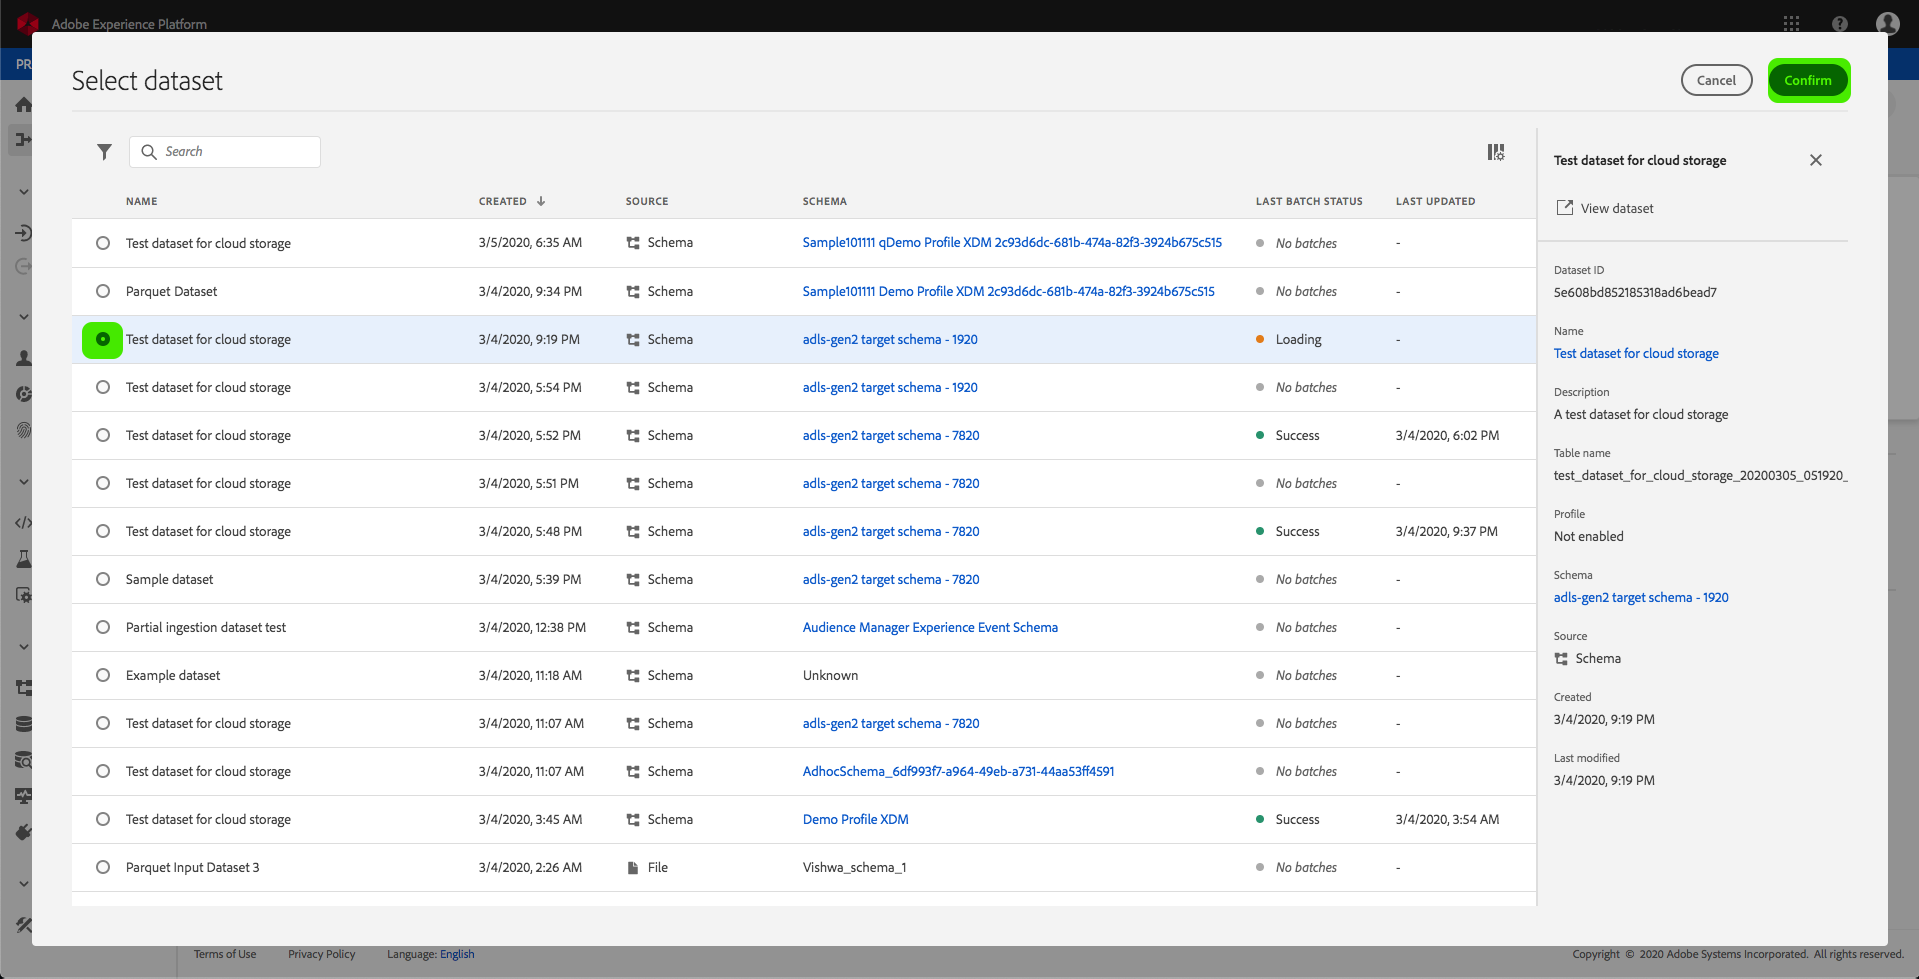 Adobe Experience Platform
PR
Select dataset
Cancel
Confirm
Search
NAME CREATED SOURCE SCHEMA LAST BATCH STATUS LAST UPDATED
Test dataset for cloud storage 3/5/2020, 6:35 AM Schema Sample101111 qDemo Profile XDM 2c93d6dc-681b-474a-82f3-3924b675c515 No batches -
Parquet Dataset 3/4/2020, 9:34 PM Schema Sample101111 Demo Profile XDM 2c93d6dc-681b-474a-82f3-3924b675c515 No batches -
Test dataset for cloud storage 3/4/2020, 9:19 PM Schema adls-gen2 target schema - 1920 Loading -
Test dataset for cloud storage 3/4/2020, 5:54 PM Schema adls-gen2 target schema - 1920 No batches -
Test dataset for cloud storage 3/4/2020, 5:52 PM Schema adls-gen2 target schema - 7820 Success 3/4/2020, 6:02 PM
Test dataset for cloud storage 3/4/2020, 5:51 PM Schema adls-gen2 target schema - 7820 No batches -
Test dataset for cloud storage 3/4/2020, 5:48 PM Schema adls-gen2 target schema - 7820 Success 3/4/2020, 9:37 PM
Sample dataset 3/4/2020, 5:39 PM Schema adls-gen2 target schema - 7820 No batches -
Partial ingestion dataset test 3/4/2020, 12:38 PM Schema Audience Manager Experience Event Schema No batches -
Example dataset 3/4/2020, 11:18 AM Schema Unknown No batches -
Test dataset for cloud storage 3/4/2020, 11:07 AM Schema adls-gen2 target schema - 7820 No batches -
Test dataset for cloud storage 3/4/2020, 11:07 AM Schema AdhocSchema_6df993f7-a964-49eb-a731-44aa53ff4591 No batches -
Test dataset for cloud storage 3/4/2020, 3:45 AM Schema Demo Profile XDM Success 3/4/2020, 3:54 AM
Parquet Input Dataset 3 3/4/2020, 2:26 AM File Vishwa_schema_1 No batches -
Test dataset for cloud storage
View dataset
Dataset ID
5e608bd852185318ad6bead7
Name
Test dataset for cloud storage
Description
A test dataset for cloud storage
Table name
test_dataset_for_cloud_storage_20200305_051920_
Profile
Not enabled
Schema
adls-gen2 target schema - 1920
Source
Schema
Created
3/4/2020, 9:19 PM
Last modified
3/4/2020, 9:19 PM
Terms of Use Privacy Policy Language: English Copyright © 2020 Adobe Systems Incorporated. All rights reserved.